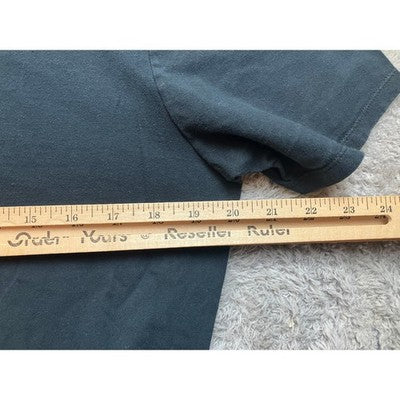 15 16 17 18 19 20 21 22 23 24
Order Yours @ Reseller Ruler